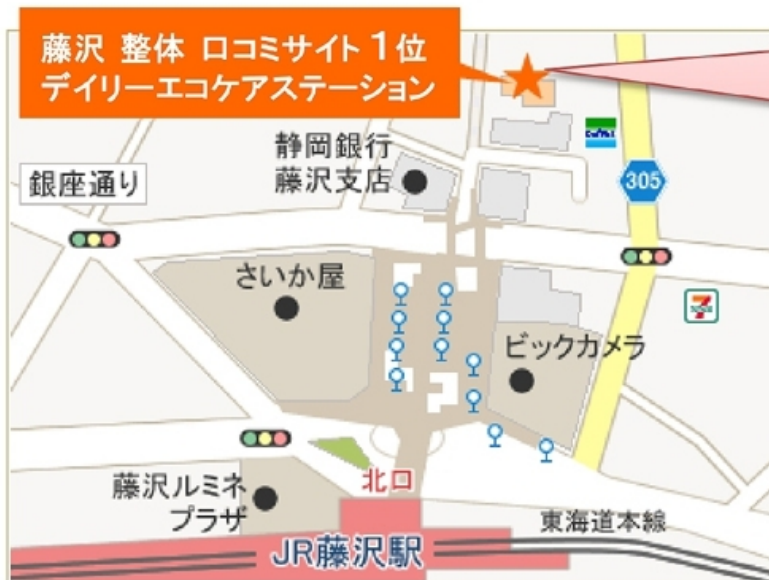 藤沢 整体 口コミサイト 1位
デイリーエコケアステーション
静岡銀行
藤沢支店
銀座通り
305
さいか屋
7
ビックカメラ
北口
藤沢ルミネ
プラザ
東海道本線
JR藤沢駅